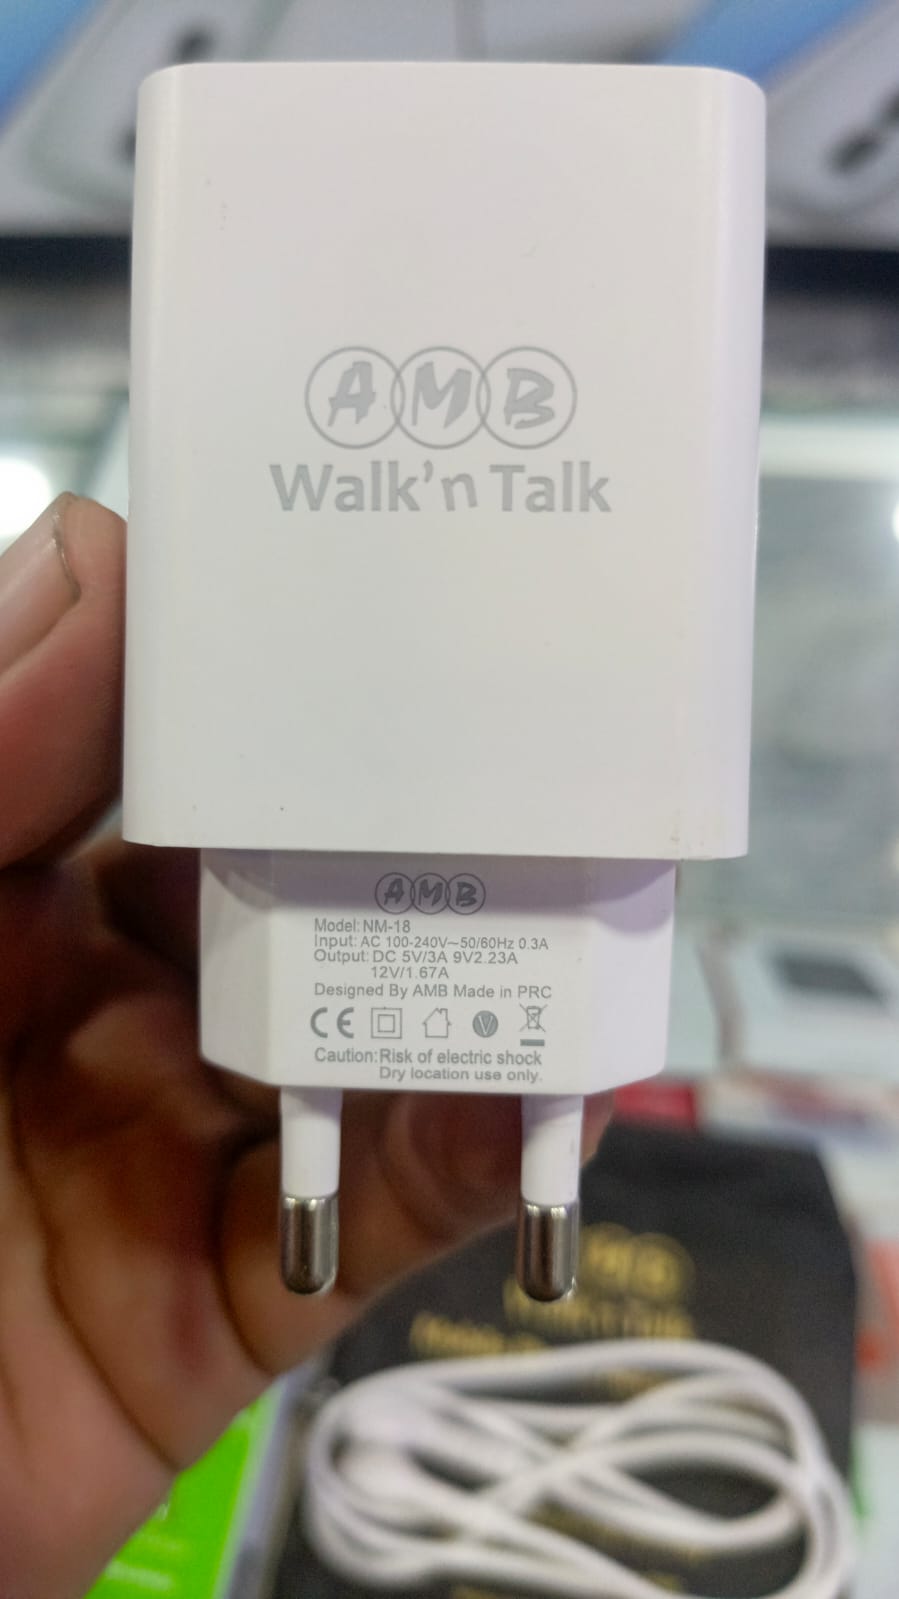 AMB
Walk'n Talk
AMB
Model: NM-18
Input: AC 100-240V~50/60Hz 0.3A
Output: DC 5V/3A 9V2.23A
12V/1.67A
Designed By AMB Made in PRC
CE
V
Caution: Risk of electric shock
Dry location use only.